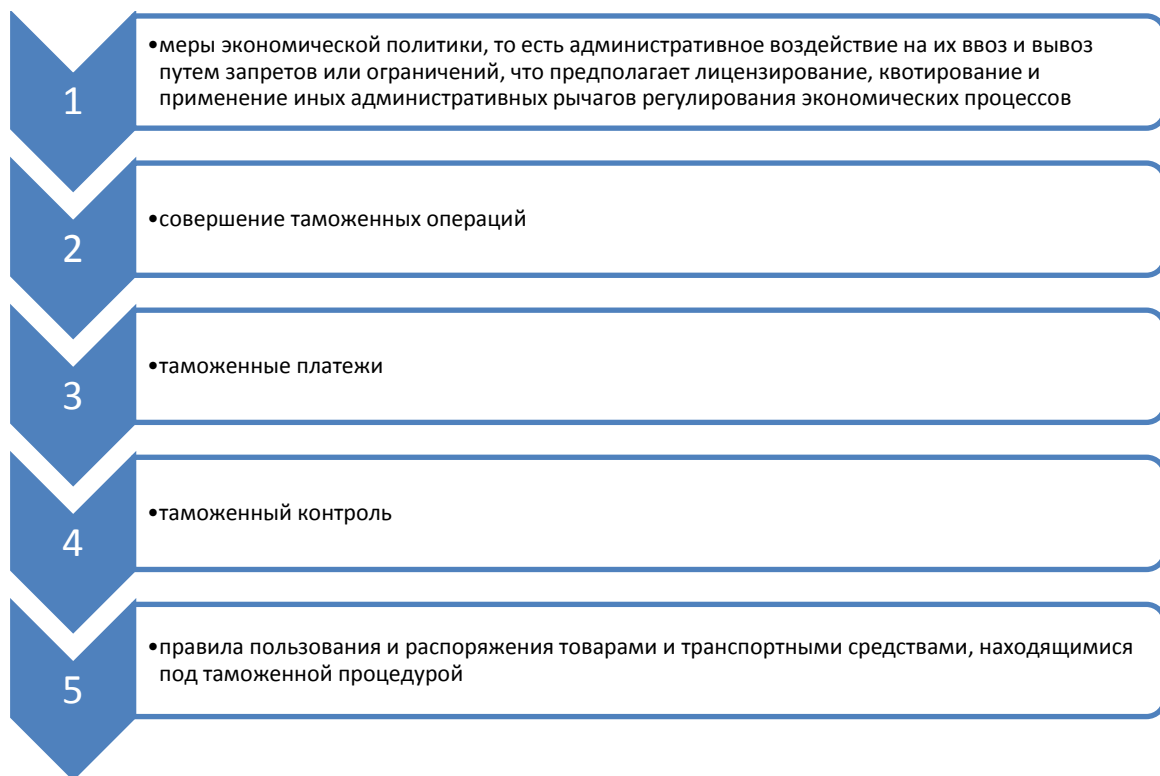 1
•меры экономической политики, то есть административное воздействие на их ввоз и вывоз
путем запретов или ограничений, что предполагает лицензирование, квотирование и
применение иных административных рычагов регулирования экономических процессов
2
•совершение таможенных операций
3
•таможенные платежи
4
•таможенный контроль
5
•правила пользования и распоряжения товарами и транспортными средствами, находящимися
под таможенной процедурой